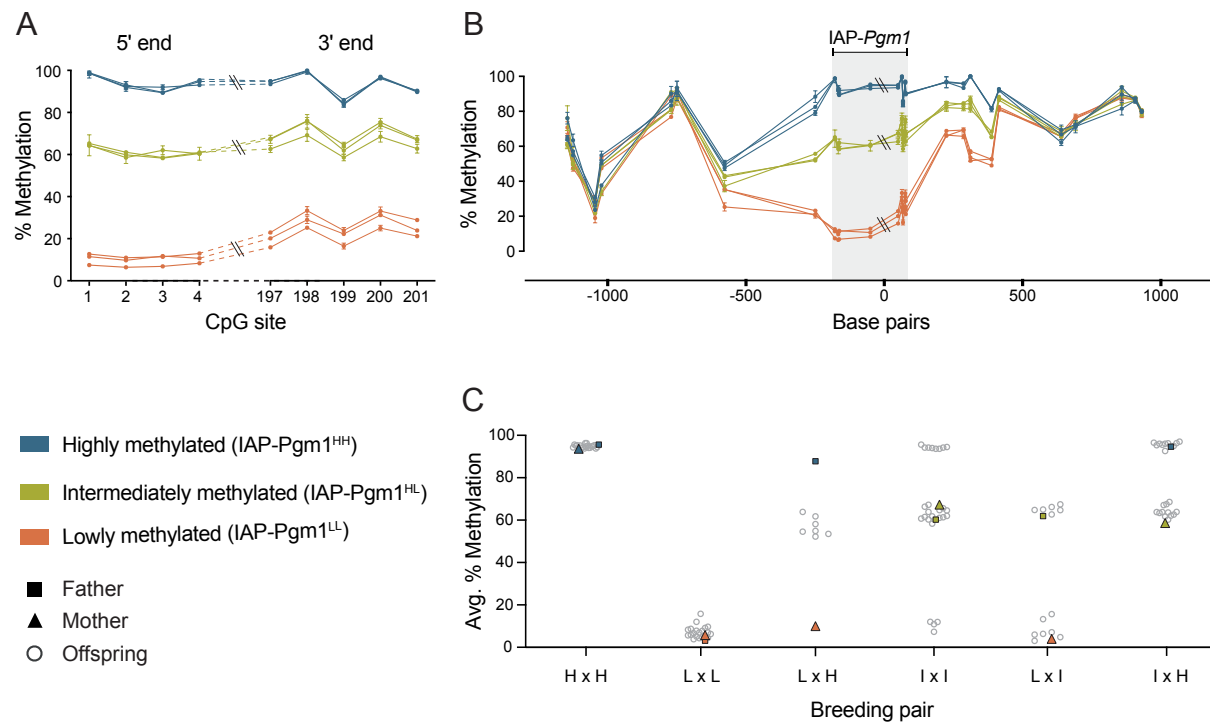 A
5' end 3' end
% Methylation
100
80
60
40
20
0
1 2 3 4 197 198 199 200 201
CpG site
B
IAP-Pgm1
% Methylation
100
80
60
40
20
0
-1000 -500 0 500 1000
Base pairs
Highly methylated (IAP-Pgm1HH)
Intermediately methylated (IAP-Pgm1HL)
Lowly methylated (IAP-Pgm1LL)
Father
Mother
Offspring
C
Avg. % Methylation
100
80
60
40
20
0
H x H L x L L x H I x I L x I I x H
Breeding pair